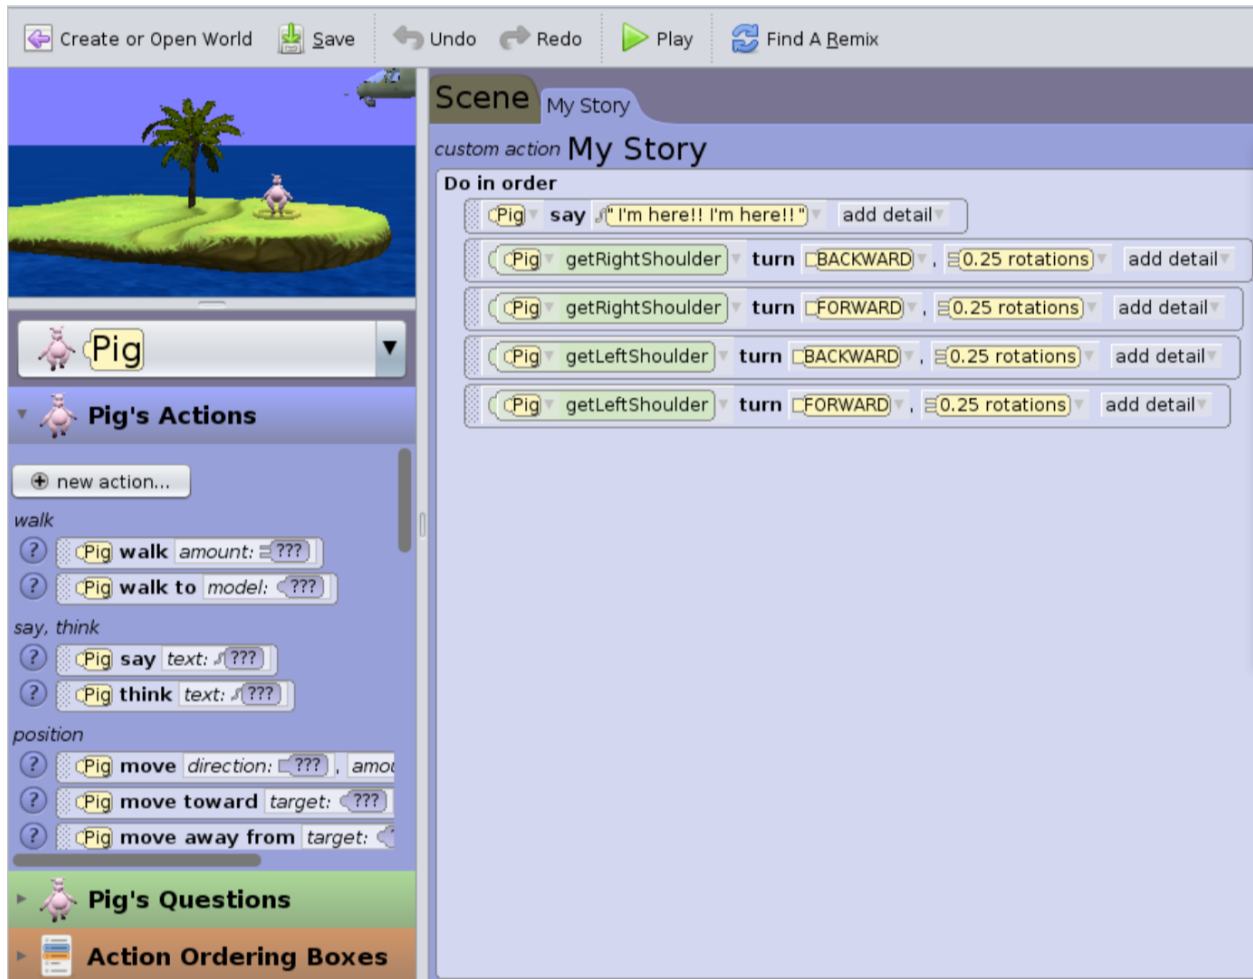 Create or Open World Save Undo Redo Play Find A Remix
Scene My Story
custom action My Story
Do in order
Pig say " I'm here!! I'm here!! " add detail
( Pig getRightShoulder turn BACKWARD , 0.25 rotations add detail
( Pig getRightShoulder turn FORWARD , 0.25 rotations add detail
( Pig getLeftShoulder turn BACKWARD , 0.25 rotations add detail
( Pig getLeftShoulder turn FORWARD , 0.25 rotations add detail
Pig
Pig's Actions
new action...
walk
? Pig walk amount: ???
? Pig walk to model: ???
say, think
? Pig say text: ???
? Pig think text: ???
position
? Pig move direction: ??? , amou
? Pig move toward target: ???
? Pig move away from target:
Pig's Questions
Action Ordering Boxes